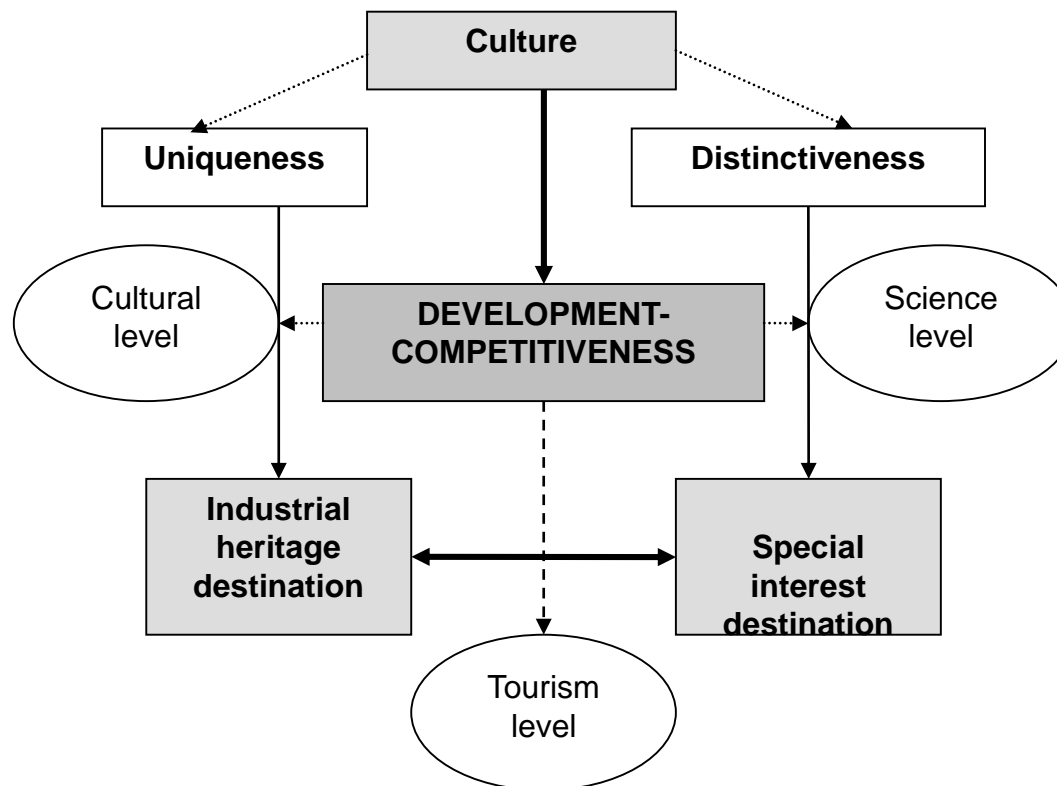 Culture
Uniqueness
Distinctiveness
Cultural
level
DEVELOPMENT-
COMPETITIVENESS
Science
level
Industrial
heritage
destination
Special
interest
destination
Tourism
level